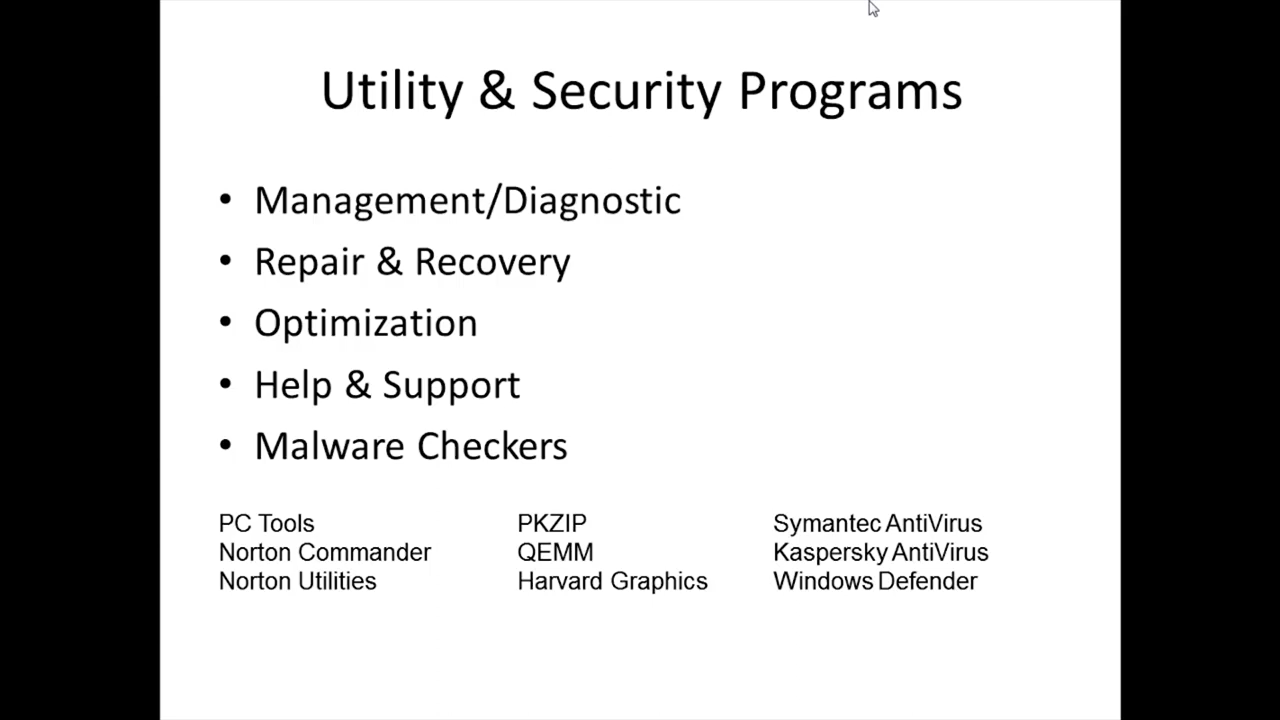 Utility & Security Programs
• Management/Diagnostic
• Repair & Recovery
• Optimization
• Help & Support
• Malware Checkers
PC Tools
Norton Commander
Norton Utilities
PKZIP
QEMM
Harvard Graphics
Symantec AntiVirus
Kaspersky AntiVirus
Windows Defender